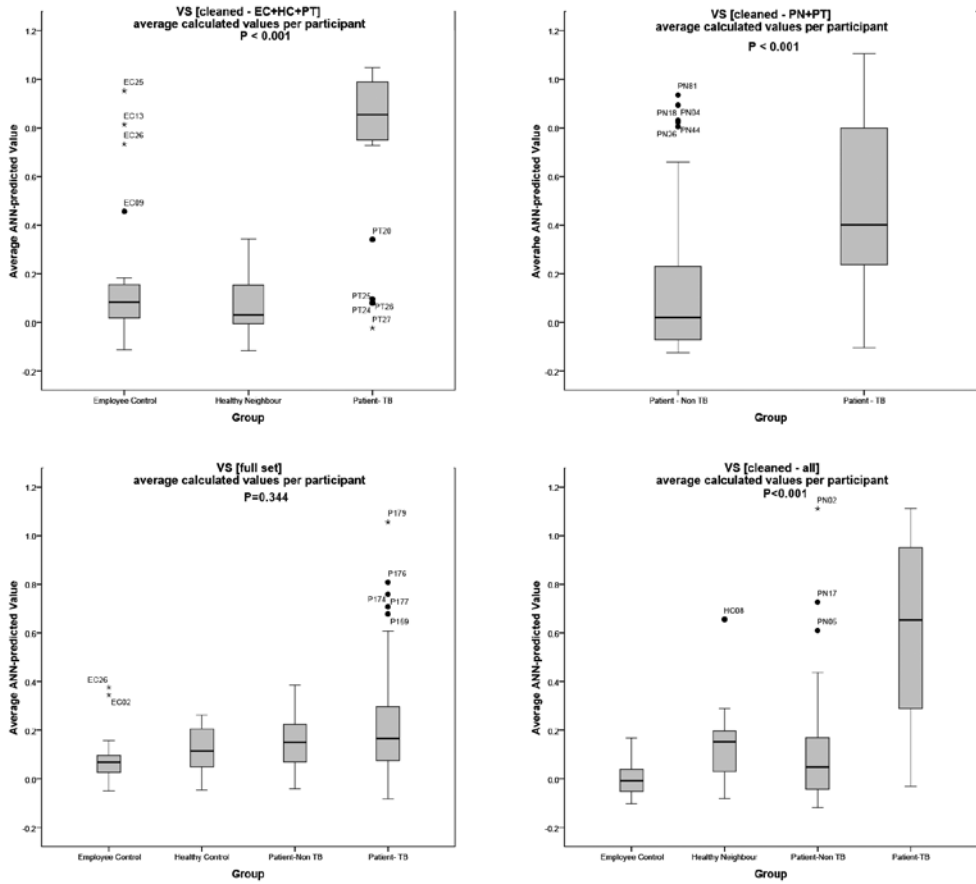 VS [cleaned - EC+HC+PT]
average calculated values per participant
P < 0.001
Average ANN-predicted Value
1.2
1.0
0.8
0.6
0.4
0.2
0.0
-0.2
EC25
EC13
EC26
EC09
PT20
PT25
PT26
PT24
PT27
Employee Control Healthy Neighbour Patient- TB
Group
VS [cleaned - PN+PT]
average calculated values per participant
P < 0.001
Averahe ANN-predicted Value
1.2
1.0
0.8
0.6
0.4
0.2
0.0
-0.2
PN81
PN18 PN04
PN26 PN44
Patient - Non TB Patient - TB
Group
VS [full set]
average calculated values per participant
P=0.344
Average ANN-predicted Value
1.2
1.0
0.8
0.6
0.4
0.2
0.0
-0.2
EC26
EC02
P179
P176
P174 P177
P159
Employee Control Healthy Control Patient-Non TB Patient- TB
Group
VS [cleaned - all]
average calculated values per participant
P<0.001
Average ANN-predicted Value
1.2
1.0
0.8
0.6
0.4
0.2
0.0
-0.2
HC08
PN02
PN17
PN05
Employee Control Healthy Neighbour Patient-Non TB Patient-TB
Group